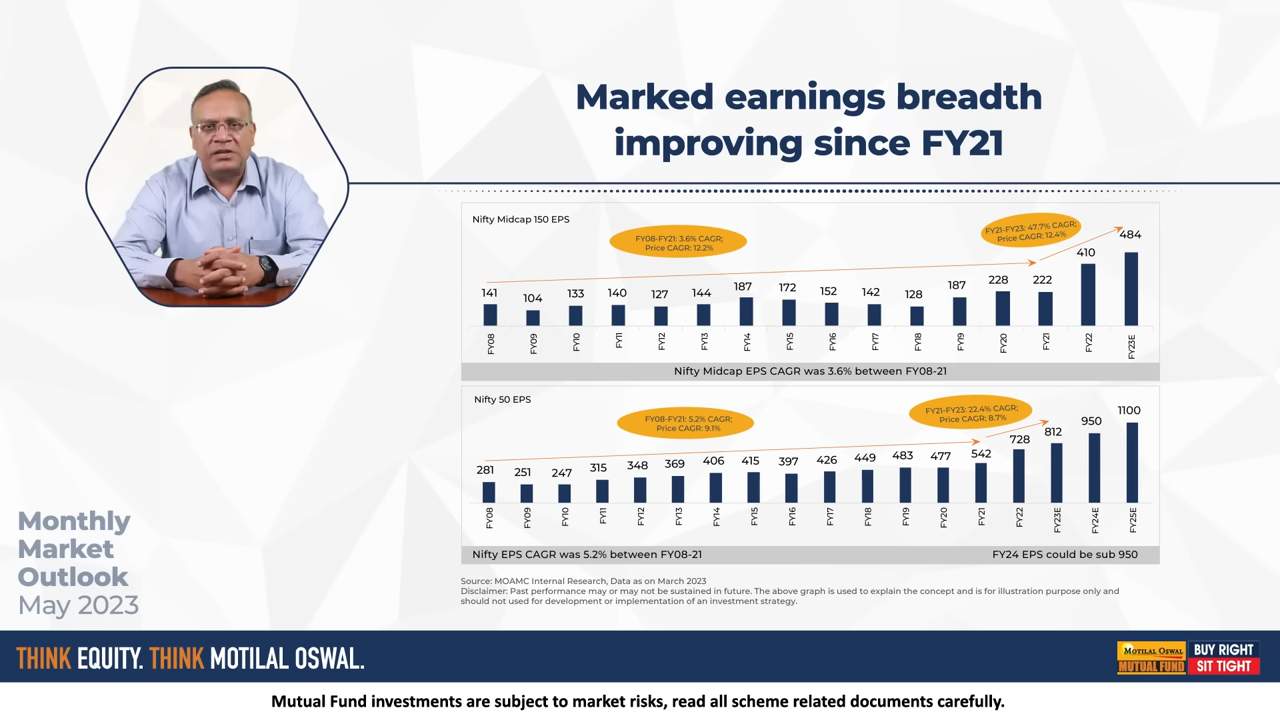 Marked earnings breadth
improving since FY21
Nifty Midcap 150 EPS
FY08-FY21: 3.6% CAGR;
Price CAGR: 12.2%
FY21-FY23: 47.7% CAGR;
Price CAGR: 12.4%
141 104 133 140 127 144 187 172 152 142 128 187 228 222 410 484
FY08 FY09 FY10 FY11 FY12 FY13 FY14 FY15 FY16 FY17 FY18 FY19 FY20 FY21 FY22 FY23E
Nifty Midcap EPS CAGR was 3.6% between FY08-21
Nifty 50 EPS
FY08-FY21: 5.2% CAGR;
Price CAGR: 9.1%
FY21-FY23: 22.4% CAGR;
Price CAGR: 8.7%
281 251 247 315 348 369 406 415 397 426 449 483 477 542 728 812 950 1100
FY08 FY09 FY10 FY11 FY12 FY13 FY14 FY15 FY16 FY17 FY18 FY19 FY20 FY21 FY22 FY23E FY24E FY25E
Nifty EPS CAGR was 5.2% between FY08-21 FY24 EPS could be sub 950
Source: MOAMC Internal Research, Data as on March 2023
Disclaimer: Past performance may or may not be sustained in future. The above graph is used to explain the concept and is for illustration purpose only and
should not used for development or implementation of an investment strategy.
Monthly
Market
Outlook
May 2023
THINK EQUITY. THINK MOTILAL OSWAL.
MOTILAL OSWAL
MUTUAL FUND
BUY RIGHT
SIT TIGHT
Mutual Fund investments are subject to market risks, read all scheme related documents carefully.